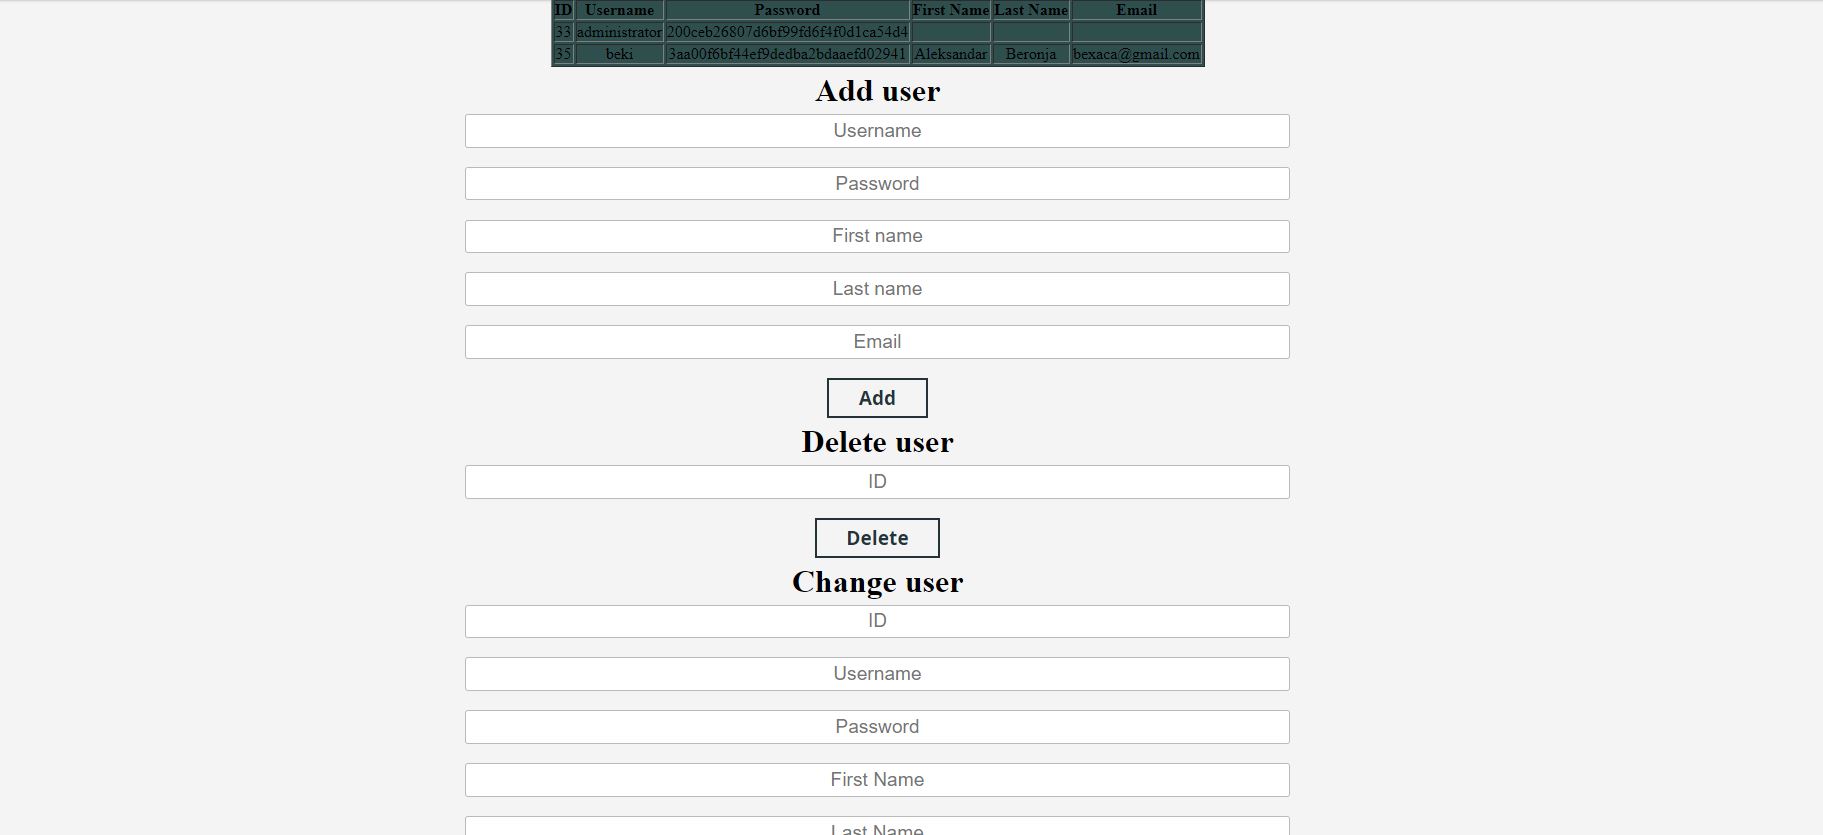 ID Username Password First Name Last Name Email
33 administrator 200ceb26807d6bf99fd6f4f0d1ca54d4
35 beki 3aa00f6bf44ef9dedba2bdaaefd02941 Aleksandar Beronja bexaca@gmail.com
Add user
Username
Password
First name
Last name
Email
Add
Delete user
ID
Delete
Change user
ID
Username
Password
First Name
Last Name